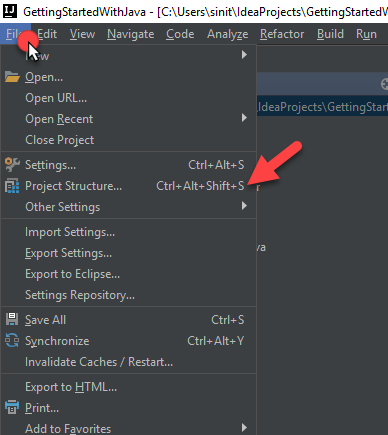 GettingStartedWithJava - [C:\Users\sinit\IdeaProjects\GettingStartedW
File Edit View Navigate Code Analyze Refactor Build Run
New
Open...
Open URL...
\IdeaProjects\GettingStart
Open Recent
Close Project
Settings... Ctrl+Alt+S
Project Structure... Ctrl+Alt+Shift+S
Other Settings
Import Settings...
va
Export Settings...
Export to Eclipse...
Settings Repository...
Save All Ctrl+S
Synchronize Ctrl+Alt+Y
Invalidate Caches / Restart...
Export to HTML...
Print...
Add to Favorites